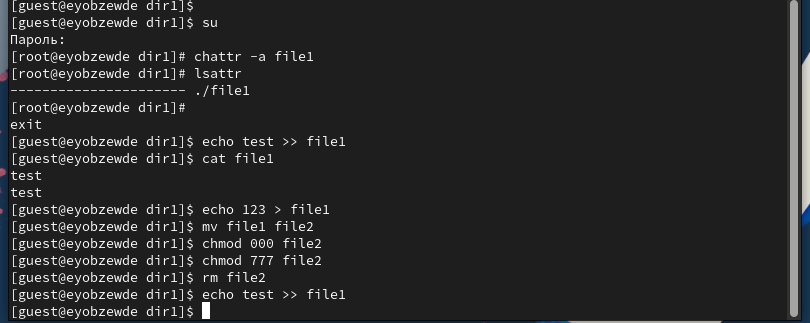 [guest@eyobzewde dir1]$
[guest@eyobzewde dir1]$ su
Пароль:
[root@eyobzewde dir1]# chattr -a file1
[root@eyobzewde dir1]# lsattr
---------------------- ./file1
[root@eyobzewde dir1]#
exit
[guest@eyobzewde dir1]$ echo test >> file1
[guest@eyobzewde dir1]$ cat file1
test
test
[guest@eyobzewde dir1]$ echo 123 > file1
[guest@eyobzewde dir1]$ mv file1 file2
[guest@eyobzewde dir1]$ chmod 000 file2
[guest@eyobzewde dir1]$ chmod 777 file2
[guest@eyobzewde dir1]$ rm file2
[guest@eyobzewde dir1]$ echo test >> file1
[guest@eyobzewde dir1]$